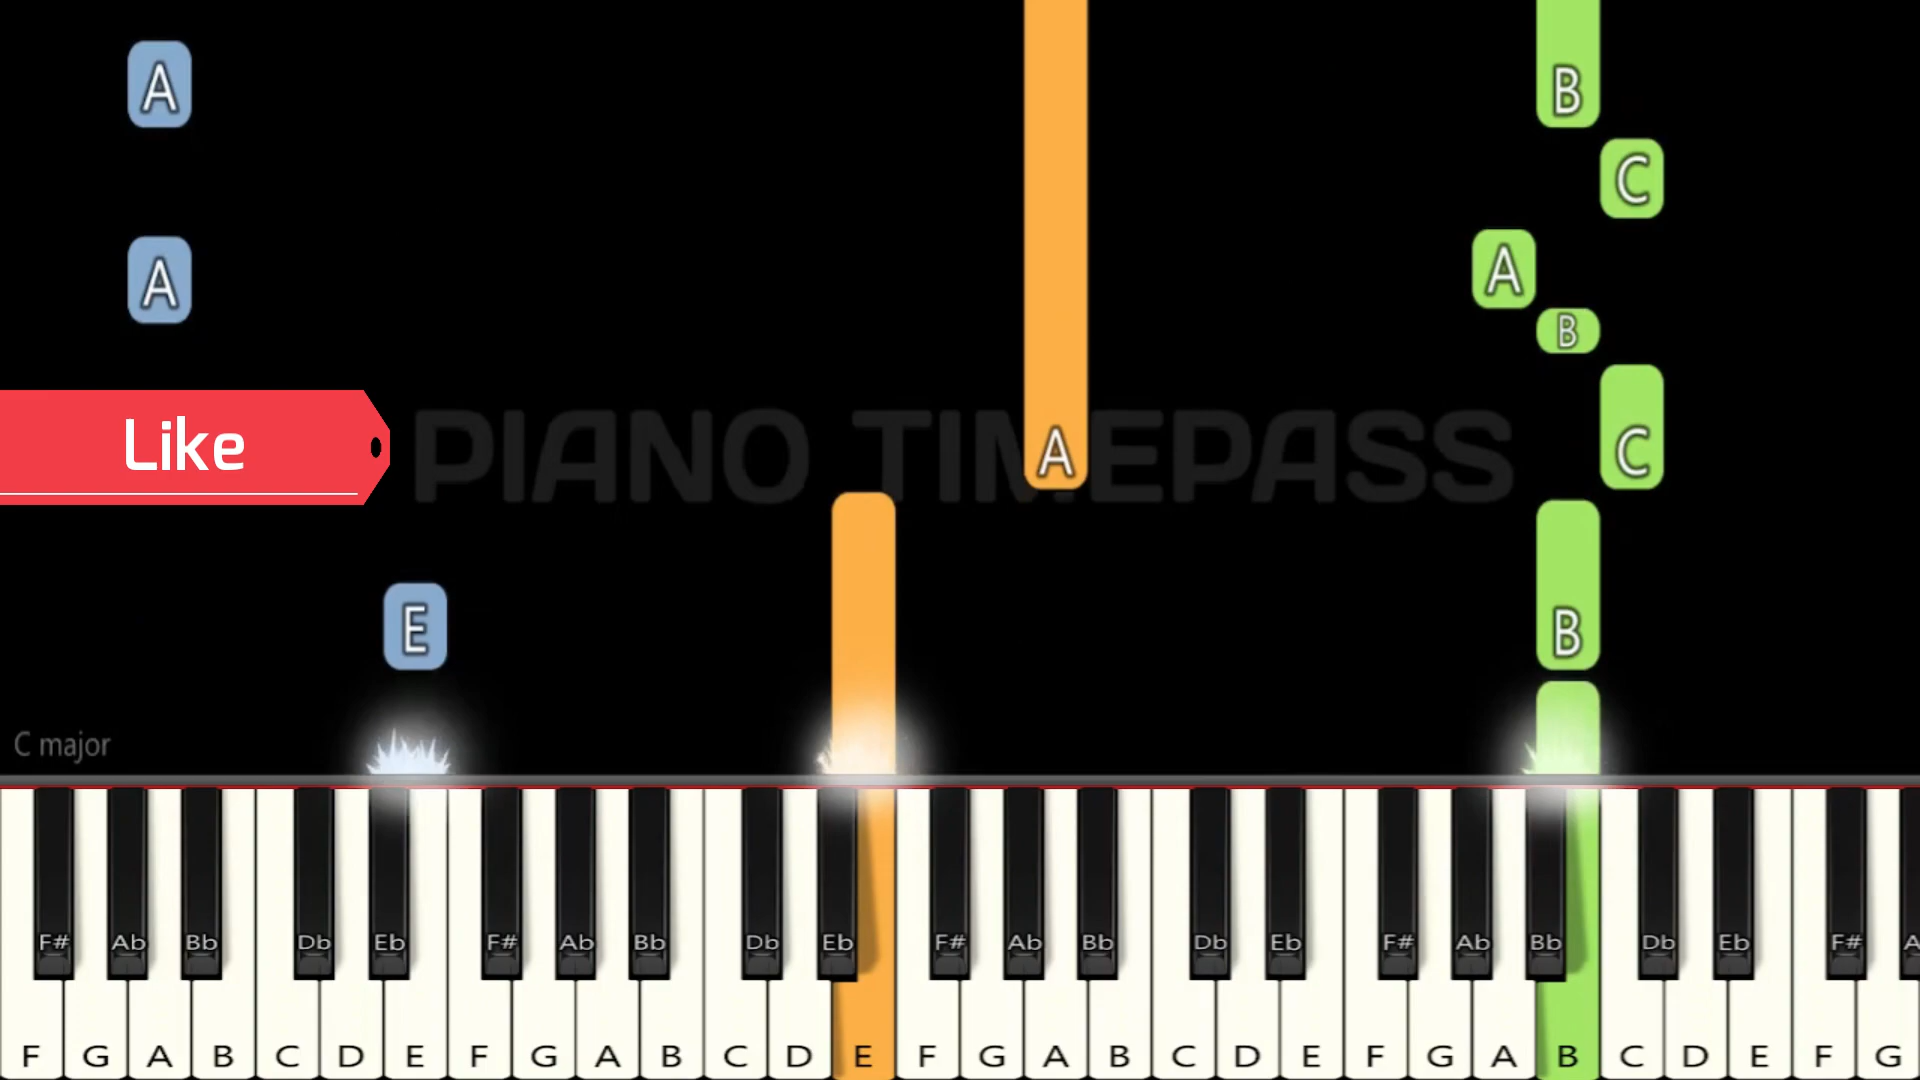 A
B
C
A
A
B
Like
PIANO TIMEPASS
A
C
E
B
C major
F# Ab Bb Db Eb F# Ab Bb Db Eb F# Ab Bb Db Eb F# Ab Bb Db Eb F# A
F G A B C D E F G A B C D E F G A B C D E F G A B C D E F G